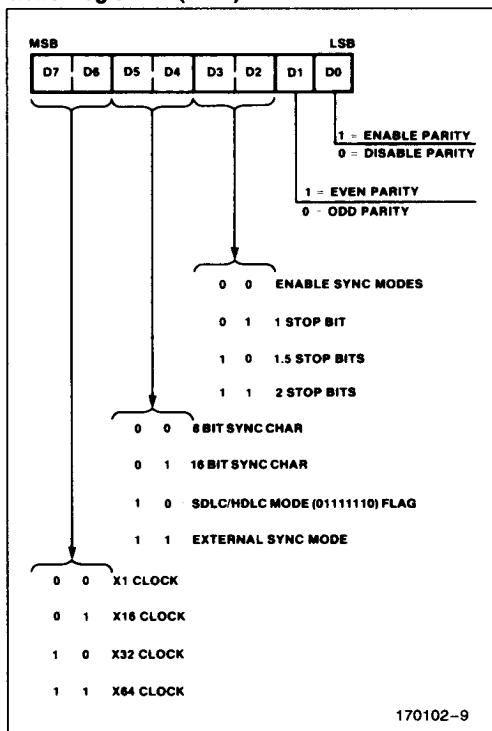 MSB LSB
D7 D6 D5 D4 D3 D2 D1 D0
1 = ENABLE PARITY
0 = DISABLE PARITY
1 = EVEN PARITY
0 = ODD PARITY
0 0 ENABLE SYNC MODES
0 1 1 STOP BIT
1 0 1.5 STOP BITS
1 1 2 STOP BITS
0 0 8 BIT SYNC CHAR
0 1 16 BIT SYNC CHAR
1 0 SDLC/HDLC MODE (01111110) FLAG
1 1 EXTERNAL SYNC MODE
0 0 X1 CLOCK
0 1 X16 CLOCK
1 0 X32 CLOCK
1 1 X64 CLOCK
170102-9